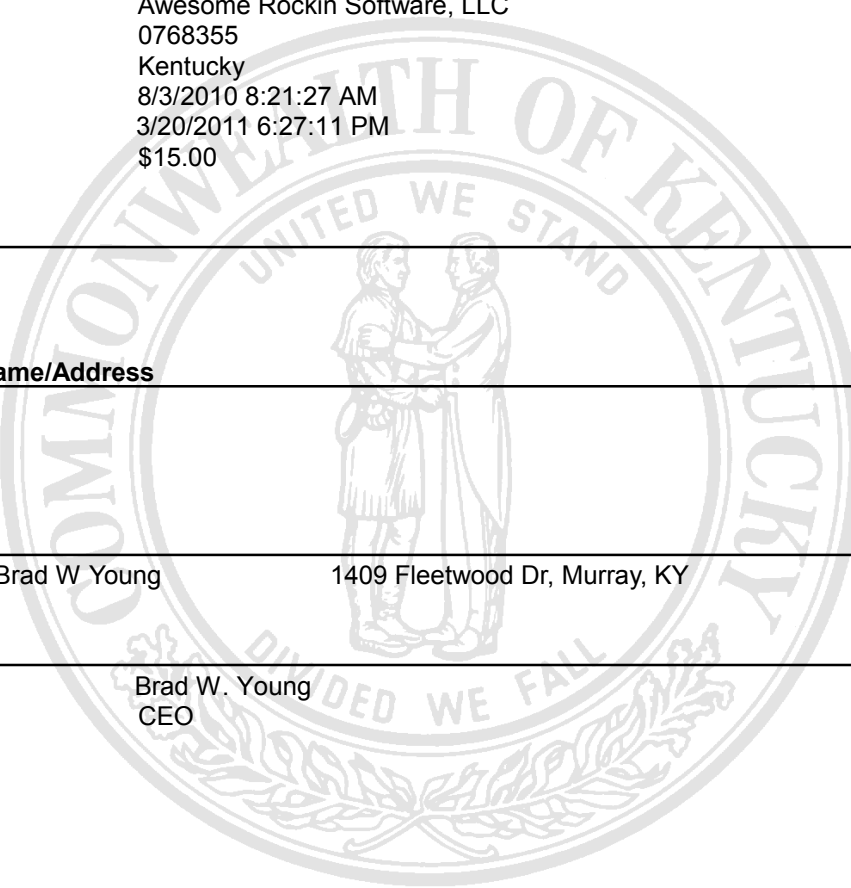 Awesome Rockin Software, LLC
0768355
Kentucky
8/3/2010 8:21:27 AM
3/20/2011 6:27:11 PM
$15.00
COMMONWEALTH OF KENTUCKY
UNITED WE STAND
ame/Address
Brad W Young 1409 Fleetwood Dr, Murray, KY
DIVIDED WE FALL
Brad W. Young
CEO